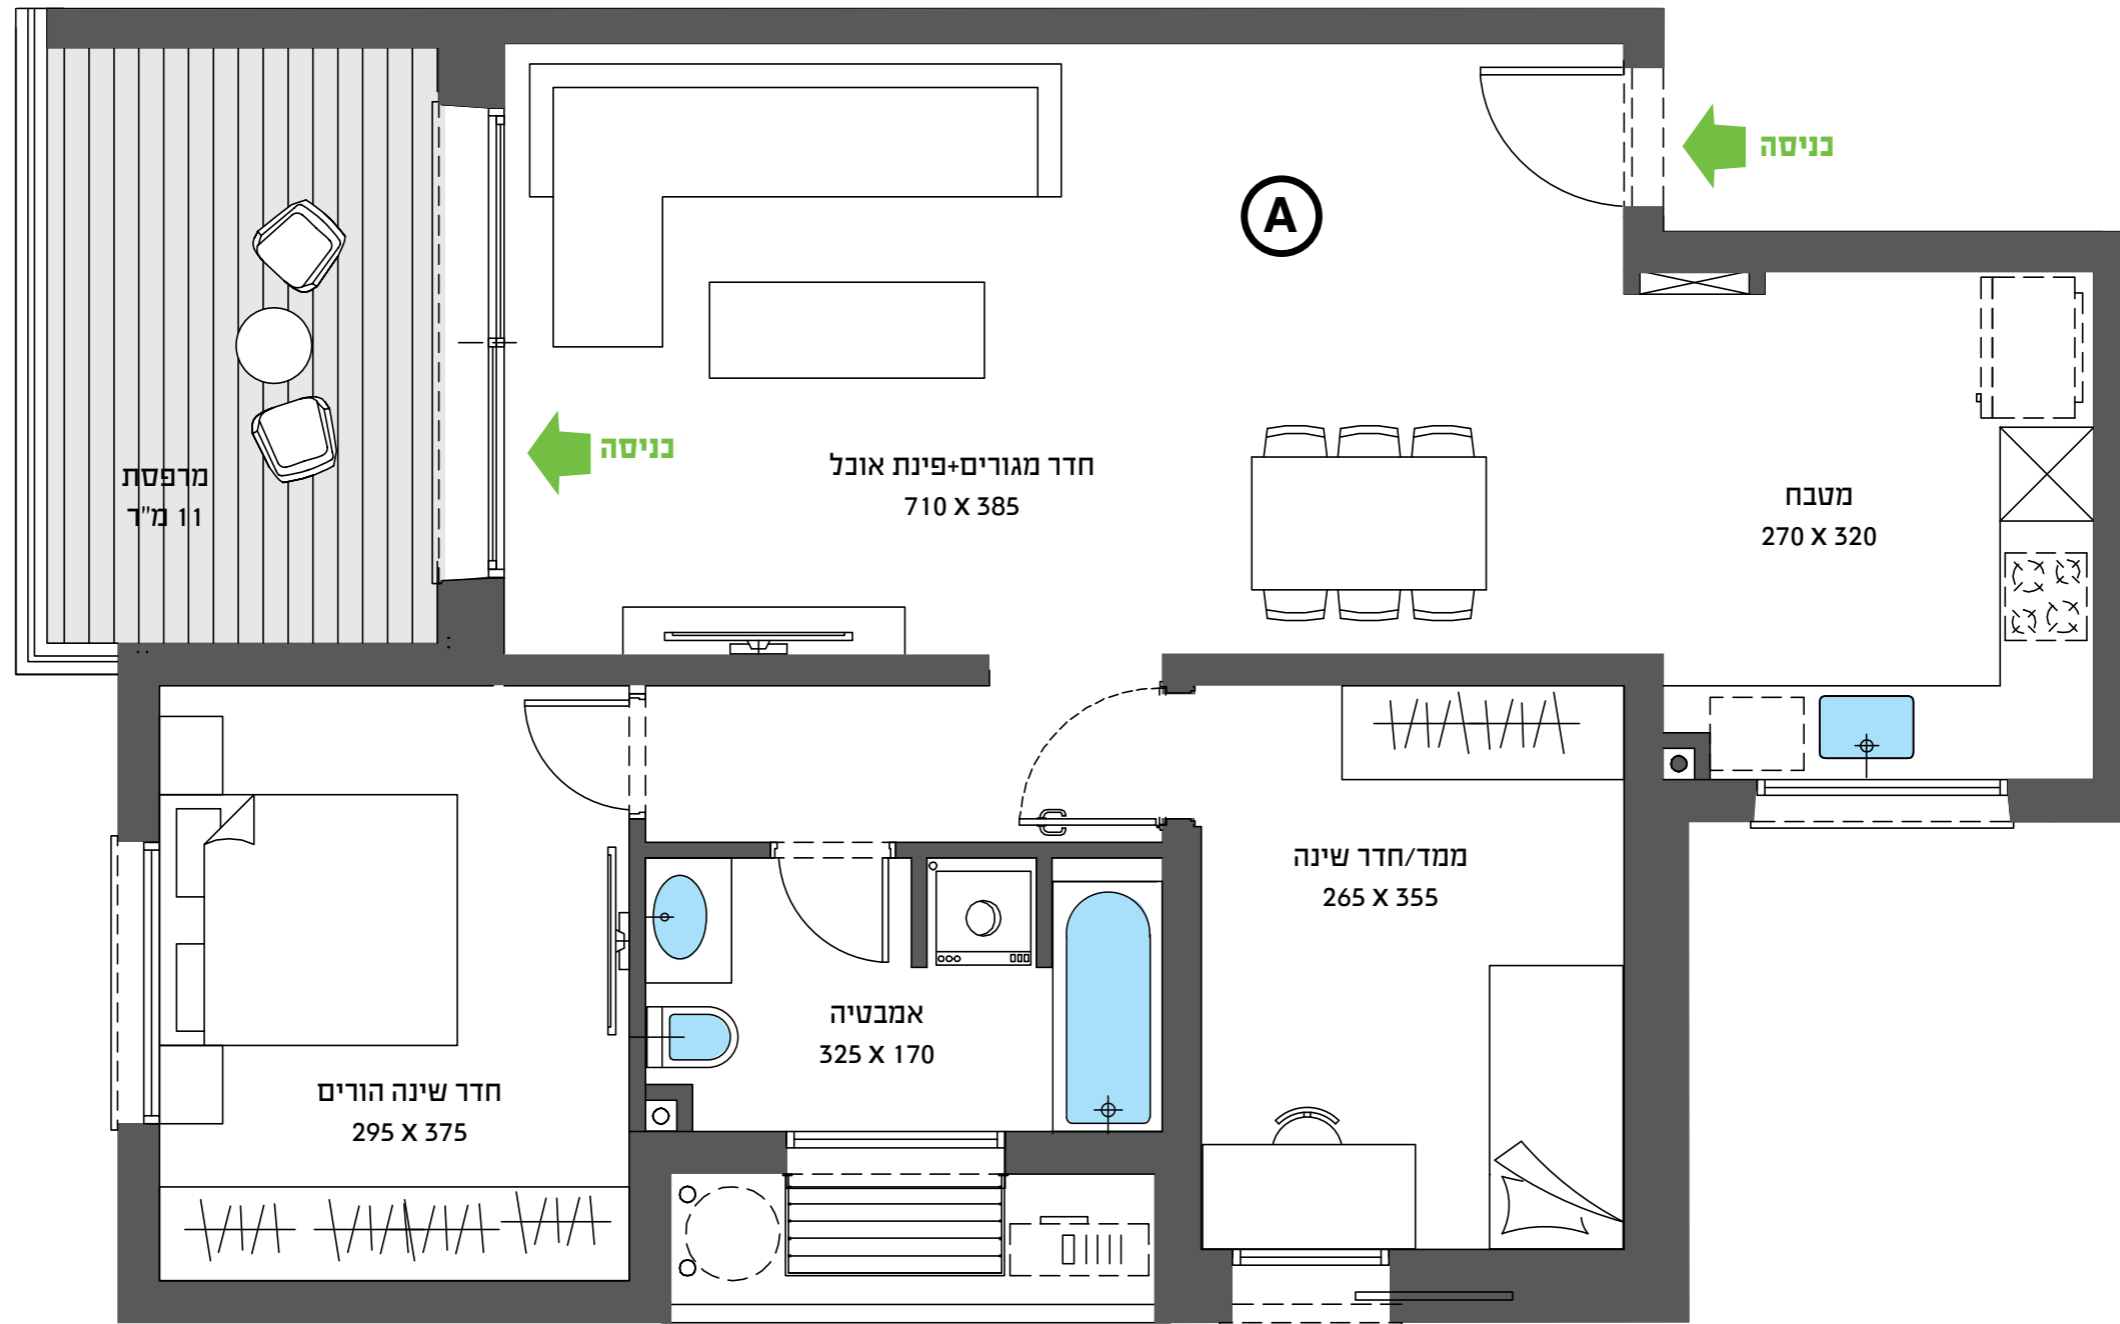 כניסה
A
כניסה
חדר מגורים+פינת אוכל
710 X 385
מטבח
270 X 320
מרפסת
11 מ"ר
ממד/חדר שינה
265 X 355
אמבטיה
325 X 170
חדר שינה הורים
295 X 375